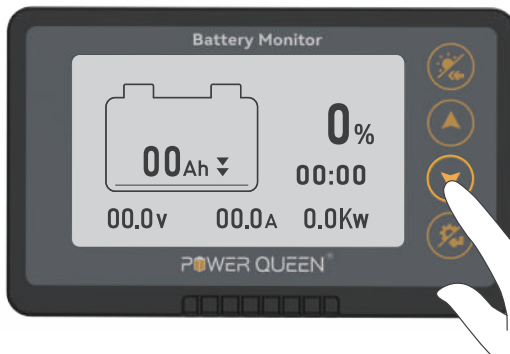 Battery Monitor
0%
00Ah
00:00
00.0V 00.0A 0.0Kw
POWER QUEEN®